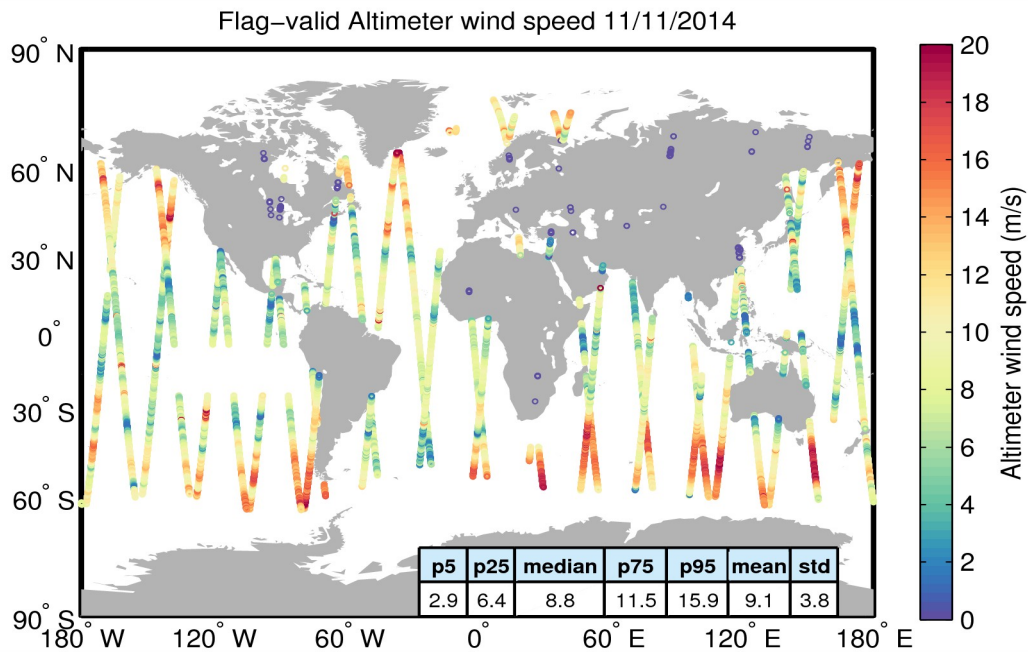 Flag−valid Altimeter wind speed 11/11/2014
90° N
60° N
30° N
0°
30° S
60° S
90° S
180° W
120° W
60° W
0°
60° E
120° E
180° E
p5 p25 median p75 p95 mean std
2.9 6.4 8.8 11.5 15.9 9.1 3.8
20
18
16
14
12
10
8
6
4
2
0
Altimeter wind speed (m/s)